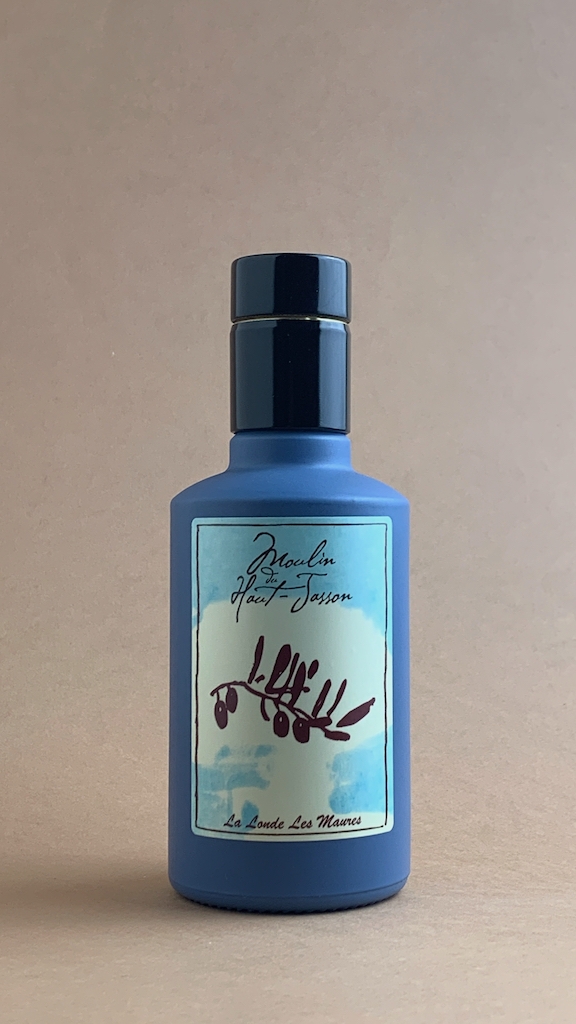 Moulin
du
Haut-Jasson
La Londe Les Maures